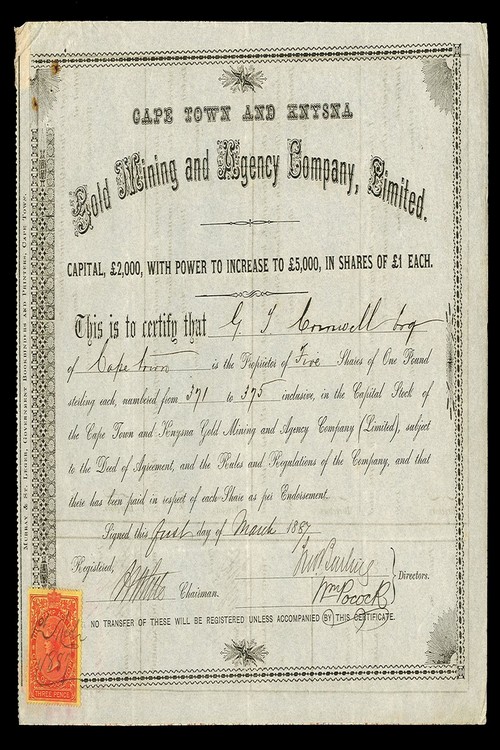 CAPE TOWN AND KNYSNA
Gold Mining and Agency Company, Limited.
CAPITAL, £2,000, WITH POWER TO INCREASE TO £5,000, IN SHARES OF £1 EACH.
This is to certify that G J Cornwell Esq
of Cape town is the Proprietor of Five Shares of One Pound
sterling each, numbered from 371 to 375 inclusive, in the Capital Stock of
the Cape Town and Knysna Gold Mining and Agency Company (Limited), subject
to the Deed of Agreement, and the Rules and Regulations of the Company, and that
there has been paid in respect of each Share as per Endorsement.
Signed this first day of March 1887
Registered,
Chairman.
Wm Pocock
Directors.
NO TRANSFER OF THESE WILL BE REGISTERED UNLESS ACCOMPANIED BY THIS CERTIFICATE.
MURRAY & ST. LEGER, GOVERNMENT BOOKBINDERS AND PRINTERS, CAPE TOWN.
THREE PENCE